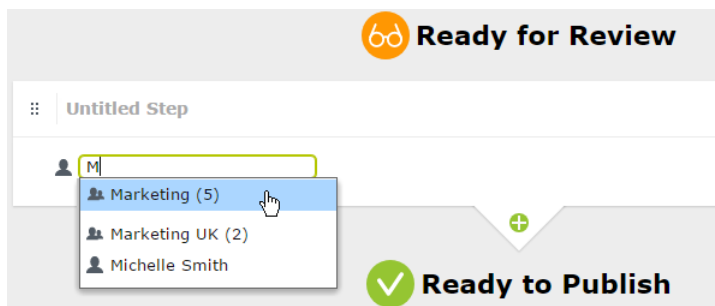 Ready for Review
Untitled Step
M
Marketing (5)
Marketing UK (2)
Michelle Smith
Ready to Publish